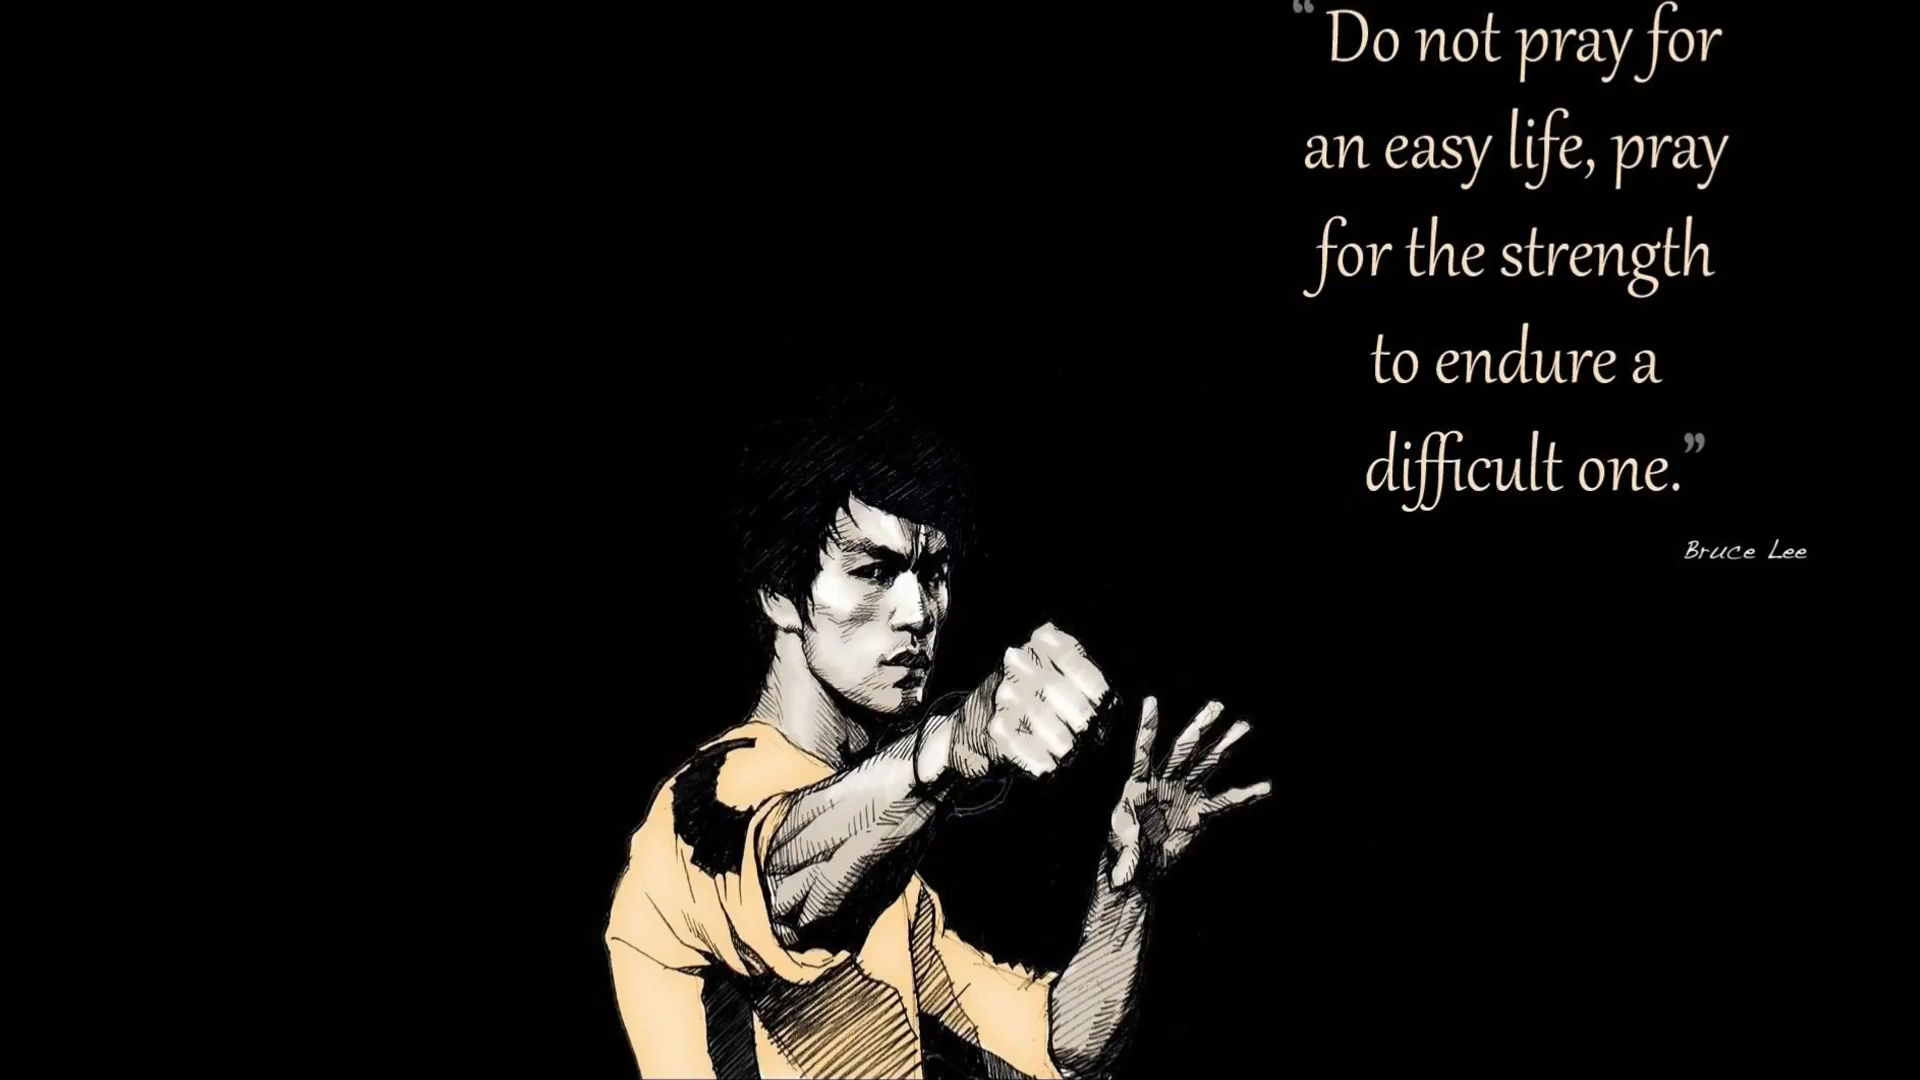 “Do not pray for
an easy life, pray
for the strength
to endure a
difficult one.”
Bruce Lee